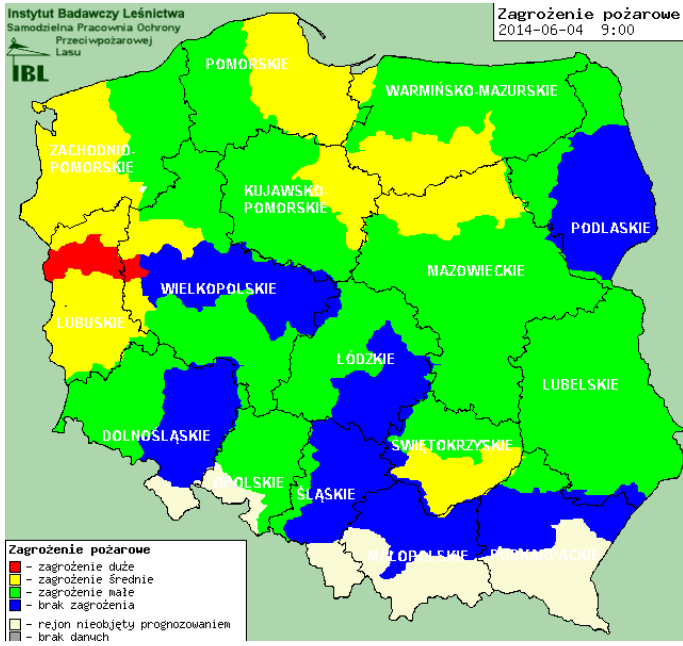 Instytut Badawczy Leśnictwa
Samodzielna Pracownia Ochrony
Przeciwpożarowej
Lasu
IBL
Zagrożenie pożarowe
2014-06-04 9:00
POMORSKIE
WARMIŃSKO-MAZURSKIE
ZACHODNIO-
POMORSKIE
KUJAWSKO-
POMORSKIE
PODLASKIE
MAZOWIECKIE
WIELKOPOLSKIE
LUBUSKIE
ŁÓDZKIE
LUBELSKIE
DOLNOŚLĄSKIE
ŚWIĘTOKRZYSKIE
OPOLSKIE
ŚLĄSKIE
MAŁOPOLSKIE
PODKARPACKIE
Zagrożenie pożarowe
- zagrożenie duże
- zagrożenie średnie
- zagrożenie małe
- brak zagrożenia
- rejon nieobjęty prognozowaniem
- brak danych